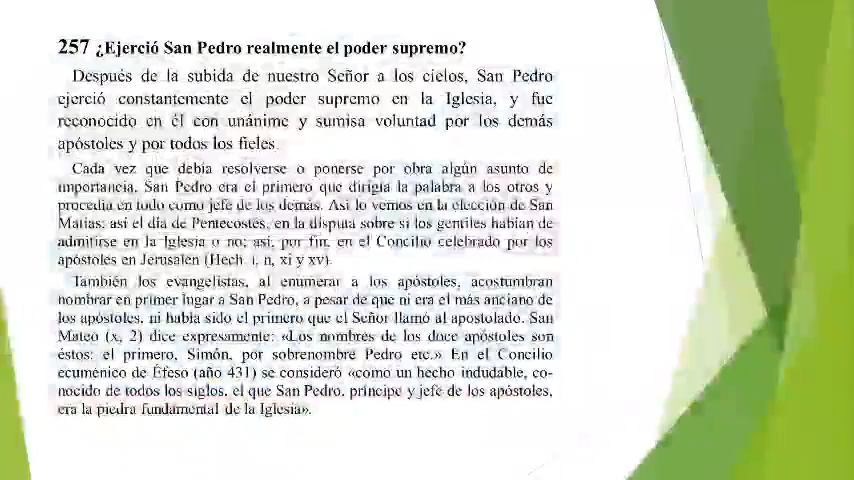 257 ¿Ejerció San Pedro realmente el poder supremo?
Después de la subida de nuestro Señor a los cielos, San Pedro
ejerció constantemente el poder supremo en la Iglesia, y fue
reconocido en él con unánime y sumisa voluntad por los demás
apóstoles y por todos los fieles.
Cada vez que debía resolverse o ponerse por obra algún asunto de
importancia, San Pedro era el primero que dirigía la palabra a los otros y
procedía en todo como jefe de los demás. Así lo vemos en la elección de San
Matías; así el día de Pentecostés, en la disputa sobre si los gentiles habían de
admitirse en la Iglesia o no; así, por fin, en el Concilio celebrado por los
apóstoles en Jerusalén (Hech. i, n, xi y xv).
También los evangelistas, al enumerar a los apóstoles, acostumbran
nombrar en primer lugar a San Pedro, a pesar de que ni era el más anciano de
los apóstoles, ni había sido el primero que el Señor llamó al apostolado. San
Mateo (x, 2) dice expresamente: «Los nombres de los doce apóstoles son
éstos: el primero, Simón, por sobrenombre Pedro etc.» En el Concilio
ecuménico de Éfeso (año 431) se consideró «como un hecho indudable, co-
nocido de todos los siglos, el que San Pedro, príncipe y jefe de los apóstoles,
era la piedra fundamental de la Iglesia».